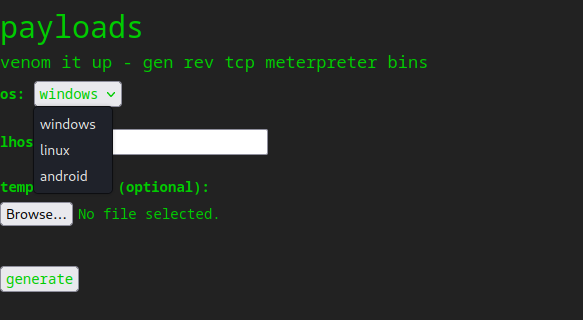 payloads
venom it up - gen rev tcp meterpreter bins
os: windows
windows
lhos
linux
android
temp (optional):
Browse... No file selected.
generate